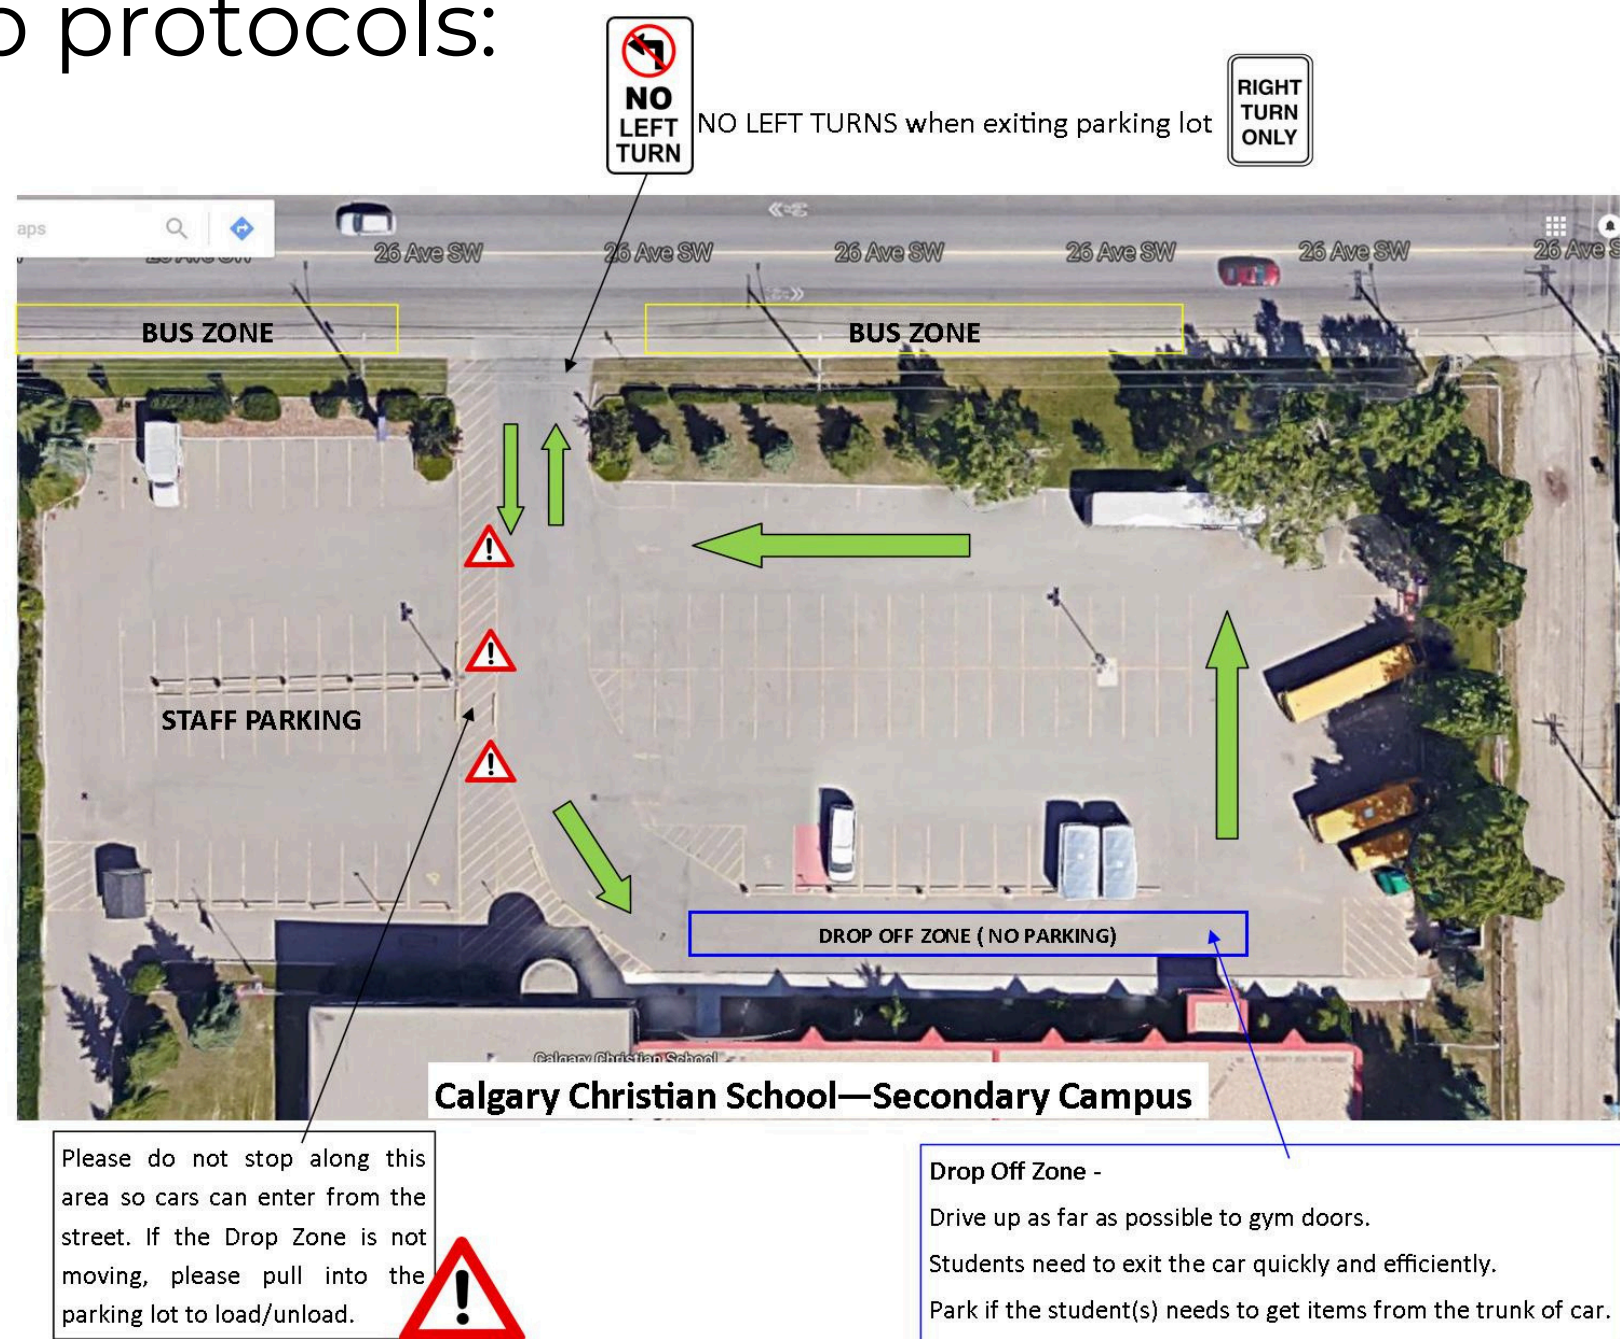 protocols:
NO
LEFT
TURN
NO LEFT TURNS when exiting parking lot
RIGHT
TURN
ONLY
aps
26 Ave SW
26 Ave SW
26 Ave SW
26 Ave SW
26 Ave SW
26 Ave S
BUS ZONE
BUS ZONE
STAFF PARKING
DROP OFF ZONE ( NO PARKING)
Calgary Christian School
Calgary Christian School—Secondary Campus
Please do not stop along this
area so cars can enter from the
street. If the Drop Zone is not
moving, please pull into the
parking lot to load/unload.
Drop Off Zone -
Drive up as far as possible to gym doors.
Students need to exit the car quickly and efficiently.
Park if the student(s) needs to get items from the trunk of car.